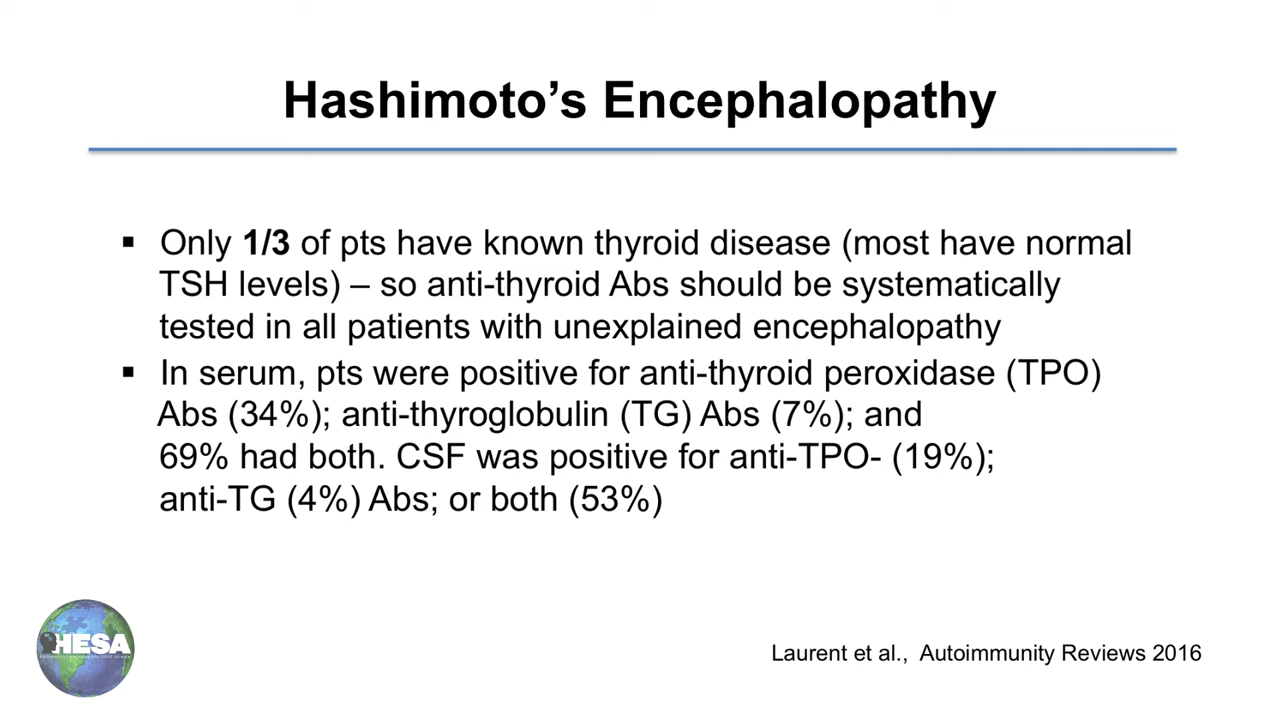 Hashimoto’s Encephalopathy
▪ Only 1/3 of pts have known thyroid disease (most have normal
TSH levels) – so anti-thyroid Abs should be systematically
tested in all patients with unexplained encephalopathy
▪ In serum, pts were positive for anti-thyroid peroxidase (TPO)
Abs (34%); anti-thyroglobulin (TG) Abs (7%); and
69% had both. CSF was positive for anti-TPO- (19%);
anti-TG (4%) Abs; or both (53%)
HESA
Laurent et al., Autoimmunity Reviews 2016